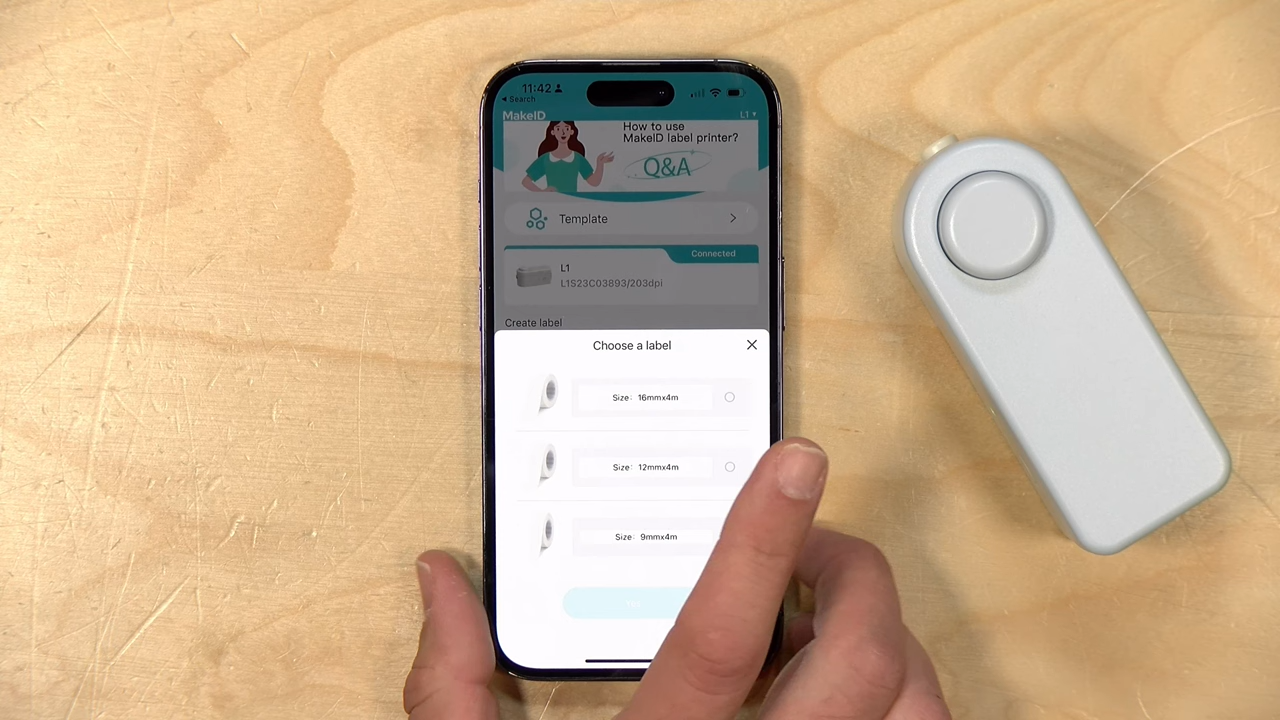 11:42
◀ Search
MakeID
L1 ▾
How to use
MakeID label printer?
Q&A
Template
Connected
L1
L1S23C03893/203dpi
Create label
Choose a label
Size: 16mmx4m
Size: 12mmx4m
Size: 9mmx4m
Yes